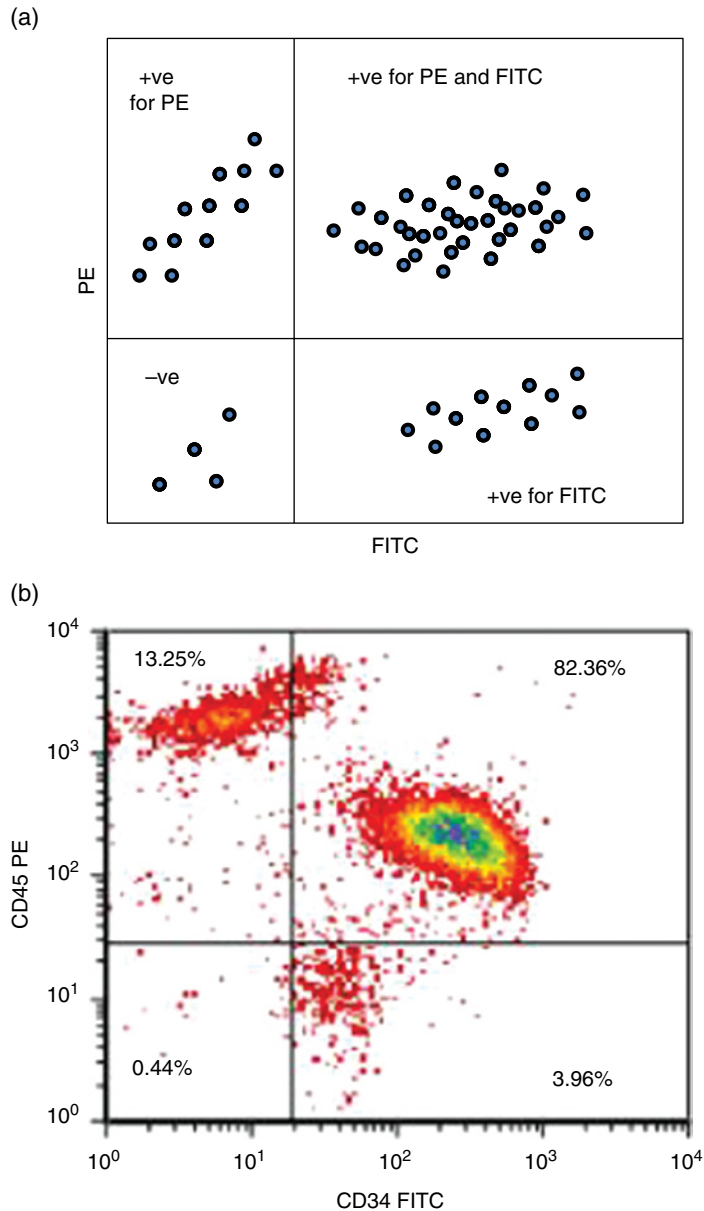 (a)
+ve
for PE
+ve for PE and FITC
PE
–ve
+ve for FITC
FITC
(b)
10⁴
13.25%
82.36%
10³
CD45 PE
10²
10¹
0.44%
3.96%
10⁰
10⁰ 10¹ 10² 10³ 10⁴
CD34 FITC